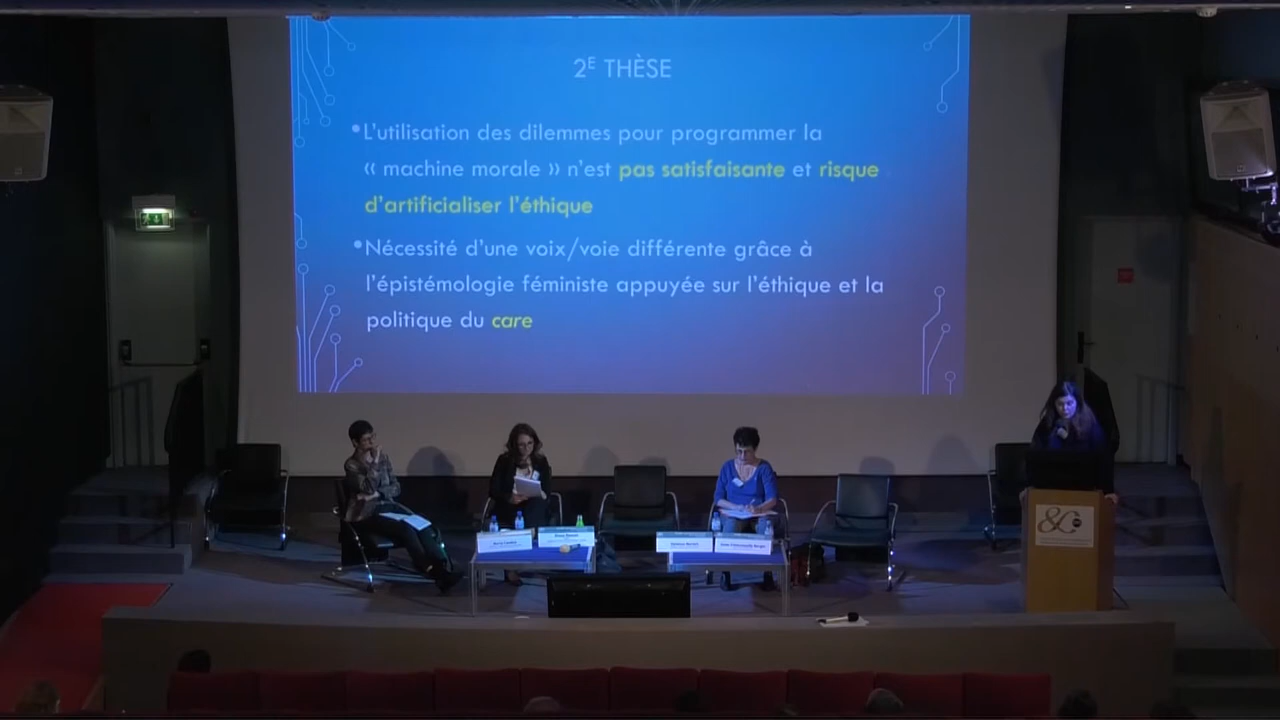 2E THÈSE
•L'utilisation des dilemmes pour programmer la
« machine morale » n'est pas satisfaisante et risque
d'artificialiser l'éthique
•Nécessité d'une voix/voie différente grâce à
l'épistémologie féministe appuyée sur l'éthique et la
politique du care
&C